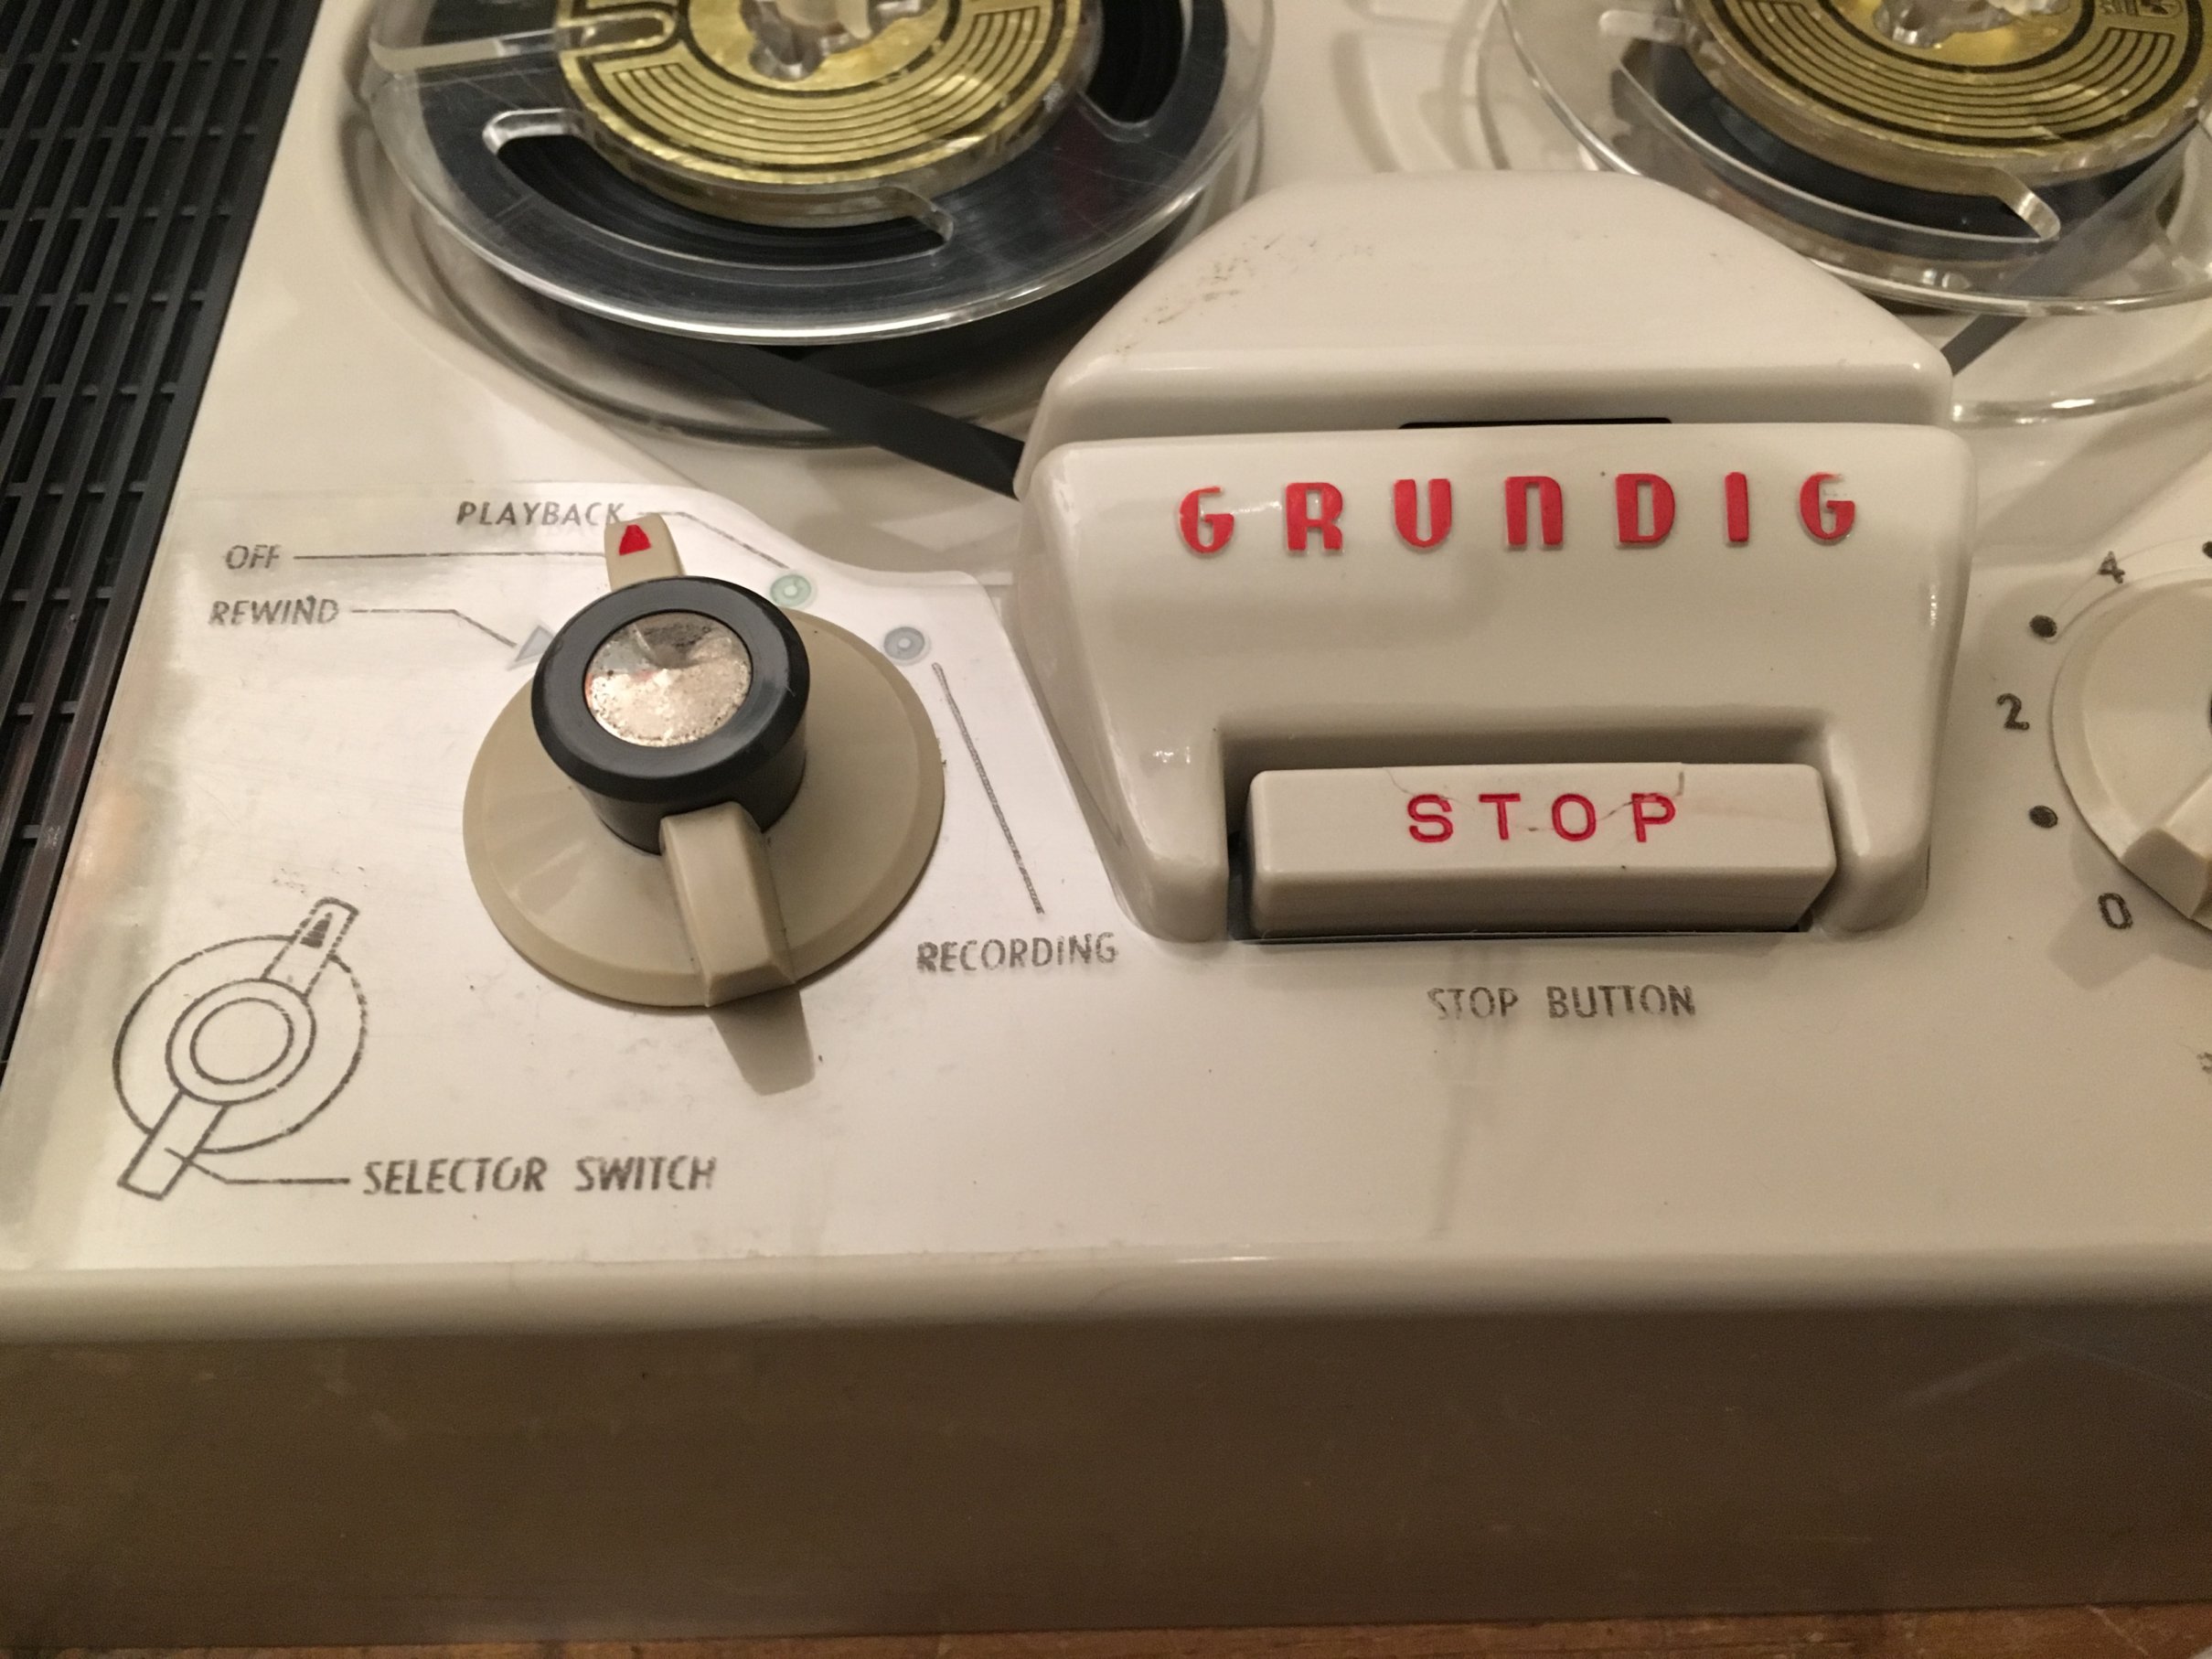 PLAYBACK
OFF
REWIND
GRUNDIG
4
2
0
STOP
RECORDING
STOP BUTTON
SELECTOR SWITCH